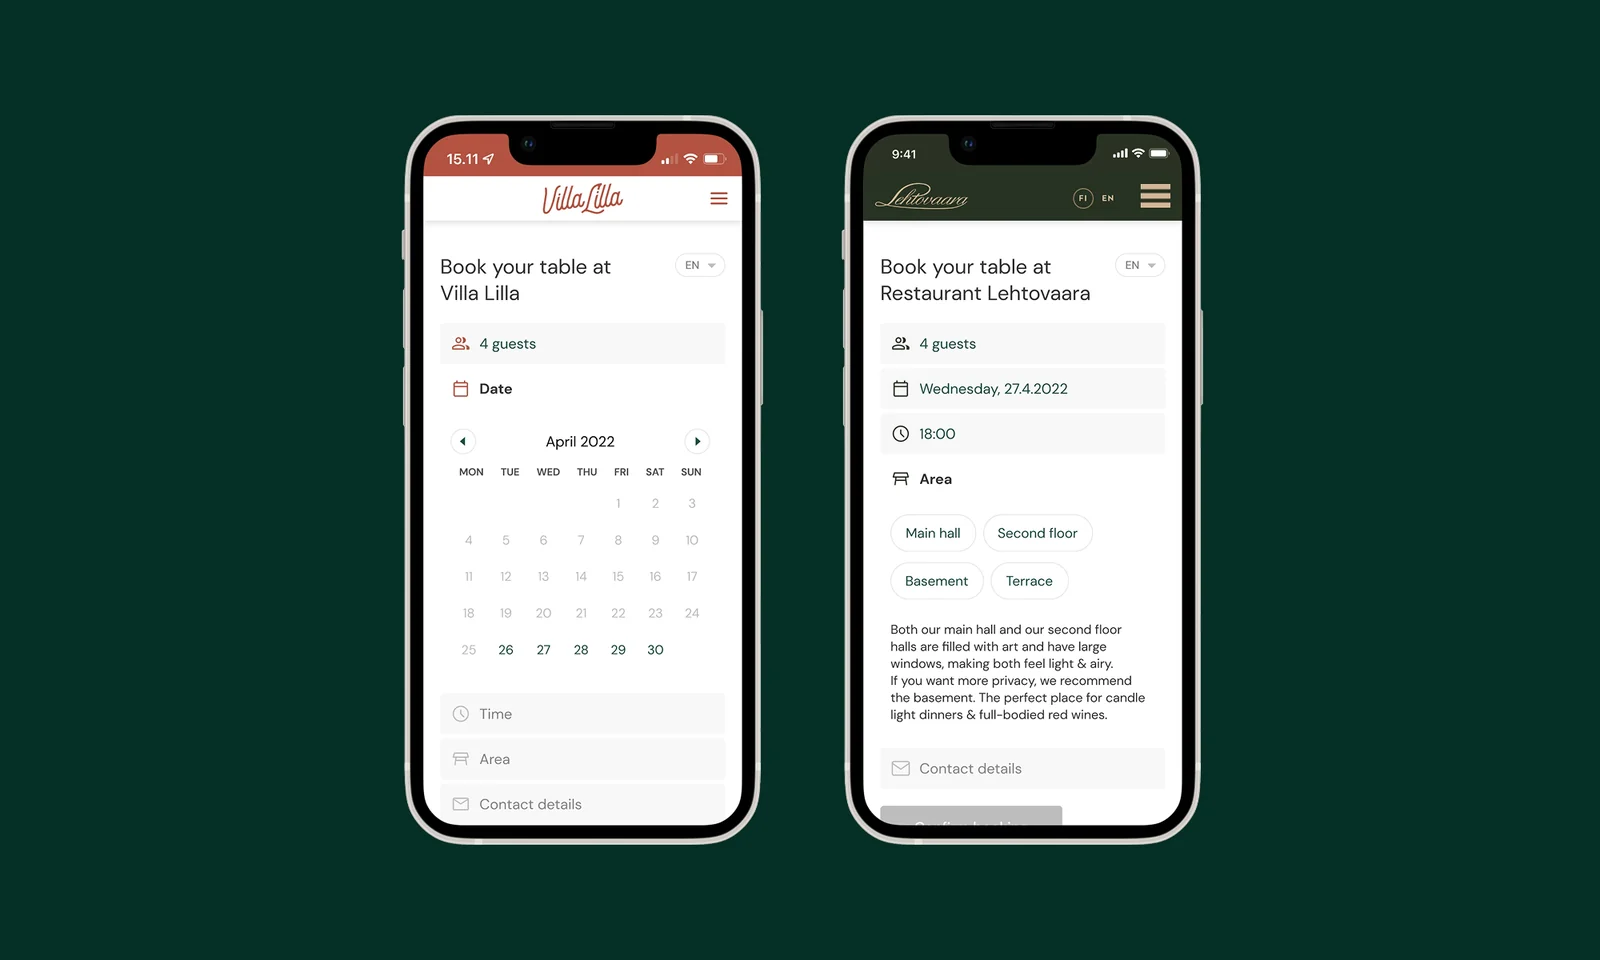 15.11
Villa Lilla
Book your table at
Villa Lilla
EN
4 guests
Date
April 2022
MON TUE WED THU FRI SAT SUN
1 2 3
4 5 6 7 8 9 10
11 12 13 14 15 16 17
18 19 20 21 22 23 24
25 26 27 28 29 30
Time
Area
Contact details
9:41
Lehtovaara
FI EN
Book your table at
Restaurant Lehtovaara
EN
4 guests
Wednesday, 27.4.2022
18:00
Area
Main hall Second floor
Basement Terrace
Both our main hall and our second floor
halls are filled with art and have large
windows, making both feel light & airy.
If you want more privacy, we recommend
the basement. The perfect place for candle
light dinners & full-bodied red wines.
Contact details